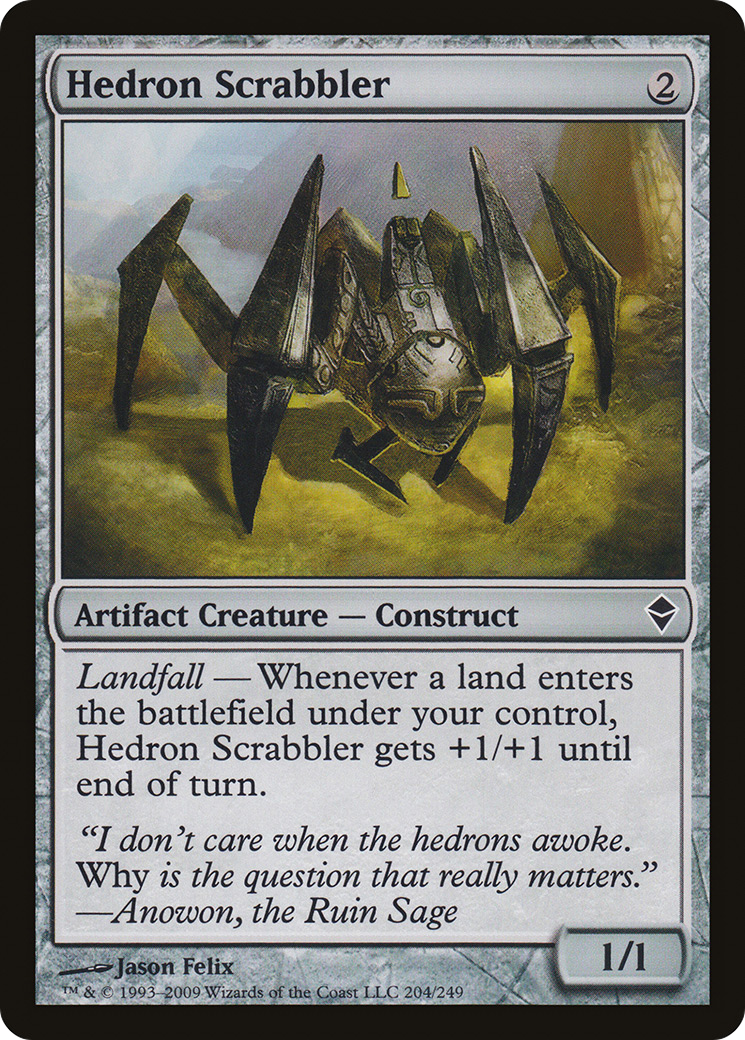 Hedron Scrabbler 2
Artifact Creature — Construct
Landfall — Whenever a land enters
the battlefield under your control,
Hedron Scrabbler gets +1/+1 until
end of turn.
“I don’t care when the hedrons awoke.
Why is the question that really matters.”
—Anowon, the Ruin Sage
1/1
Jason Felix
™ & © 1993–2009 Wizards of the Coast LLC 204/249